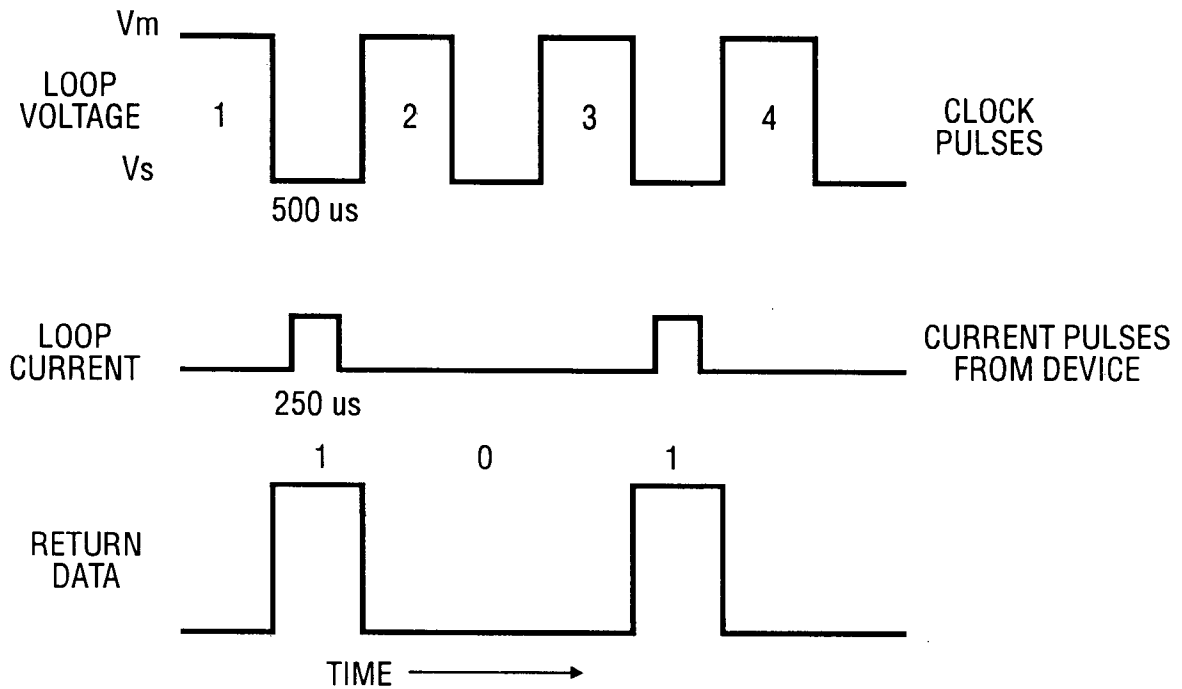 Vm
LOOP
VOLTAGE
1
2
3
4
CLOCK
PULSES
Vs
500 us
LOOP
CURRENT
CURRENT PULSES
FROM DEVICE
250 us
1
0
1
RETURN
DATA
TIME